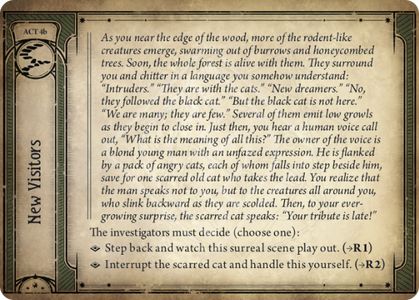 ACT 4b
New Visitors
As you near the edge of the wood, more of the rodent-like
creatures emerge, swarming out of burrows and honeycombed
trees. Soon, the whole forest is alive with them. They surround
you and chitter in a language you somehow understand:
“Intruders.” “They are with the cats.” “New dreamers.” “No,
they followed the black cat.” “But the black cat is not here.”
“We are many; they are few.” Several of them emit low growls
as they begin to close in. Just then, you hear a human voice call
out, “What is the meaning of all this?” The owner of the voice is
a blond young man with an unfazed expression. He is flanked
by a pack of angry cats, each of whom falls into step beside him,
save for one scarred old cat who takes the lead. You realize that
the man speaks not to you, but to the creatures all around you,
who slink backward as they are scolded. Then, to your ever-
growing surprise, the scarred cat speaks: “Your tribute is late!”
The investigators must decide (choose one):
Step back and watch this surreal scene play out. (→R1)
Interrupt the scarred cat and handle this yourself. (→R2)